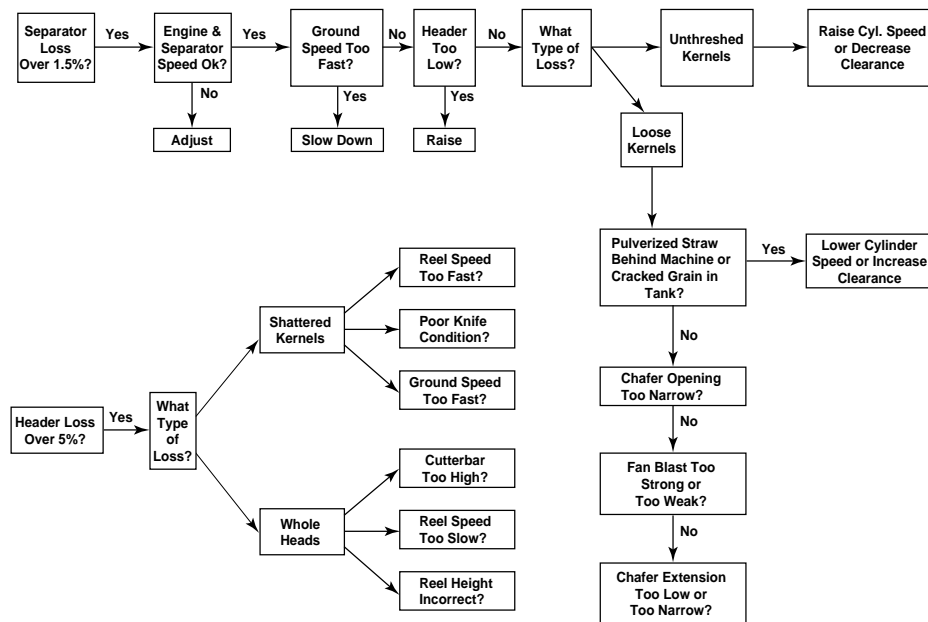 Separator
Loss
Over 1.5%?
Yes
Engine &
Separator
Speed Ok?
Yes
Ground
Speed Too
Fast?
No
Header
Too
Low?
No
What
Type of
Loss?
Unthreshed
Kernels
Raise Cyl. Speed
or Decrease
Clearance
No
Adjust
Yes
Slow Down
Yes
Raise
Loose
Kernels
Pulverized Straw
Behind Machine or
Cracked Grain in
Tank?
Yes
Lower Cylinder
Speed or Increase
Clearance
No
Chafer Opening
Too Narrow?
No
Fan Blast Too
Strong or
Too Weak?
No
Chafer Extension
Too Low or
Too Narrow?
Header Loss
Over 5%?
Yes
What
Type
of
Loss?
Shattered
Kernels
Reel Speed
Too Fast?
Poor Knife
Condition?
Ground Speed
Too Fast?
Whole
Heads
Cutterbar
Too High?
Reel Speed
Too Slow?
Reel Height
Incorrect?